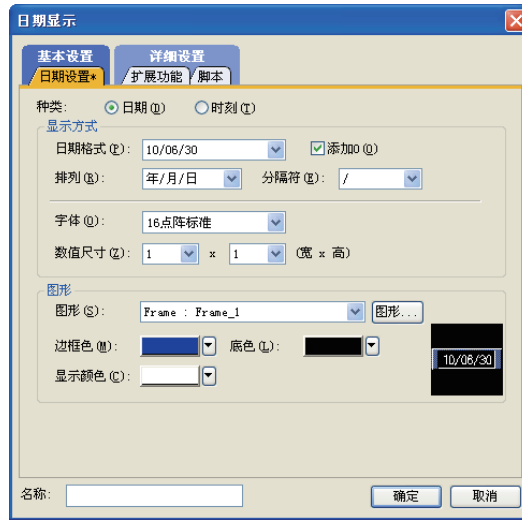 日期显示
基本设置 详细设置
日期设置* 扩展功能 脚本
种类: 日期(D) 时刻(T)
显示方式
日期格式(F): 10/06/30 添加0(O)
排列(R): 年/月/日 分隔符(E): /
字体(O): 16点阵标准
数值尺寸(Z): 1 x 1 (宽 x 高)
图形
图形(S): Frame : Frame_1 图形...
边框色(M): 底色(L):
10/06/30
显示颜色(C):
名称: 确定 取消